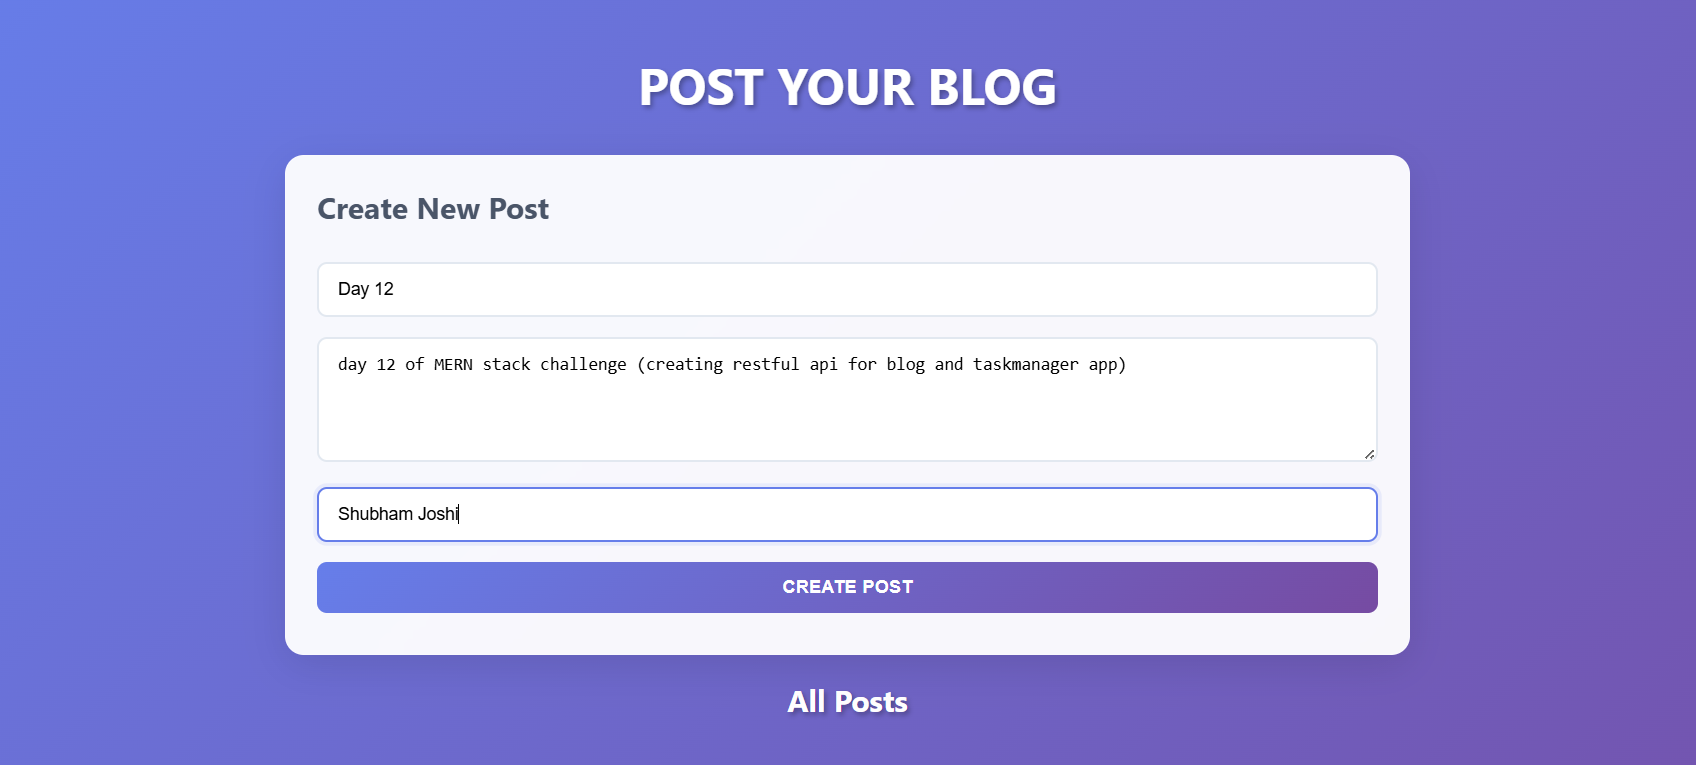 POST YOUR BLOG
Create New Post
Day 12
day 12 of MERN stack challenge (creating restful api for blog and taskmanager app)
Shubham Joshi
CREATE POST
All Posts